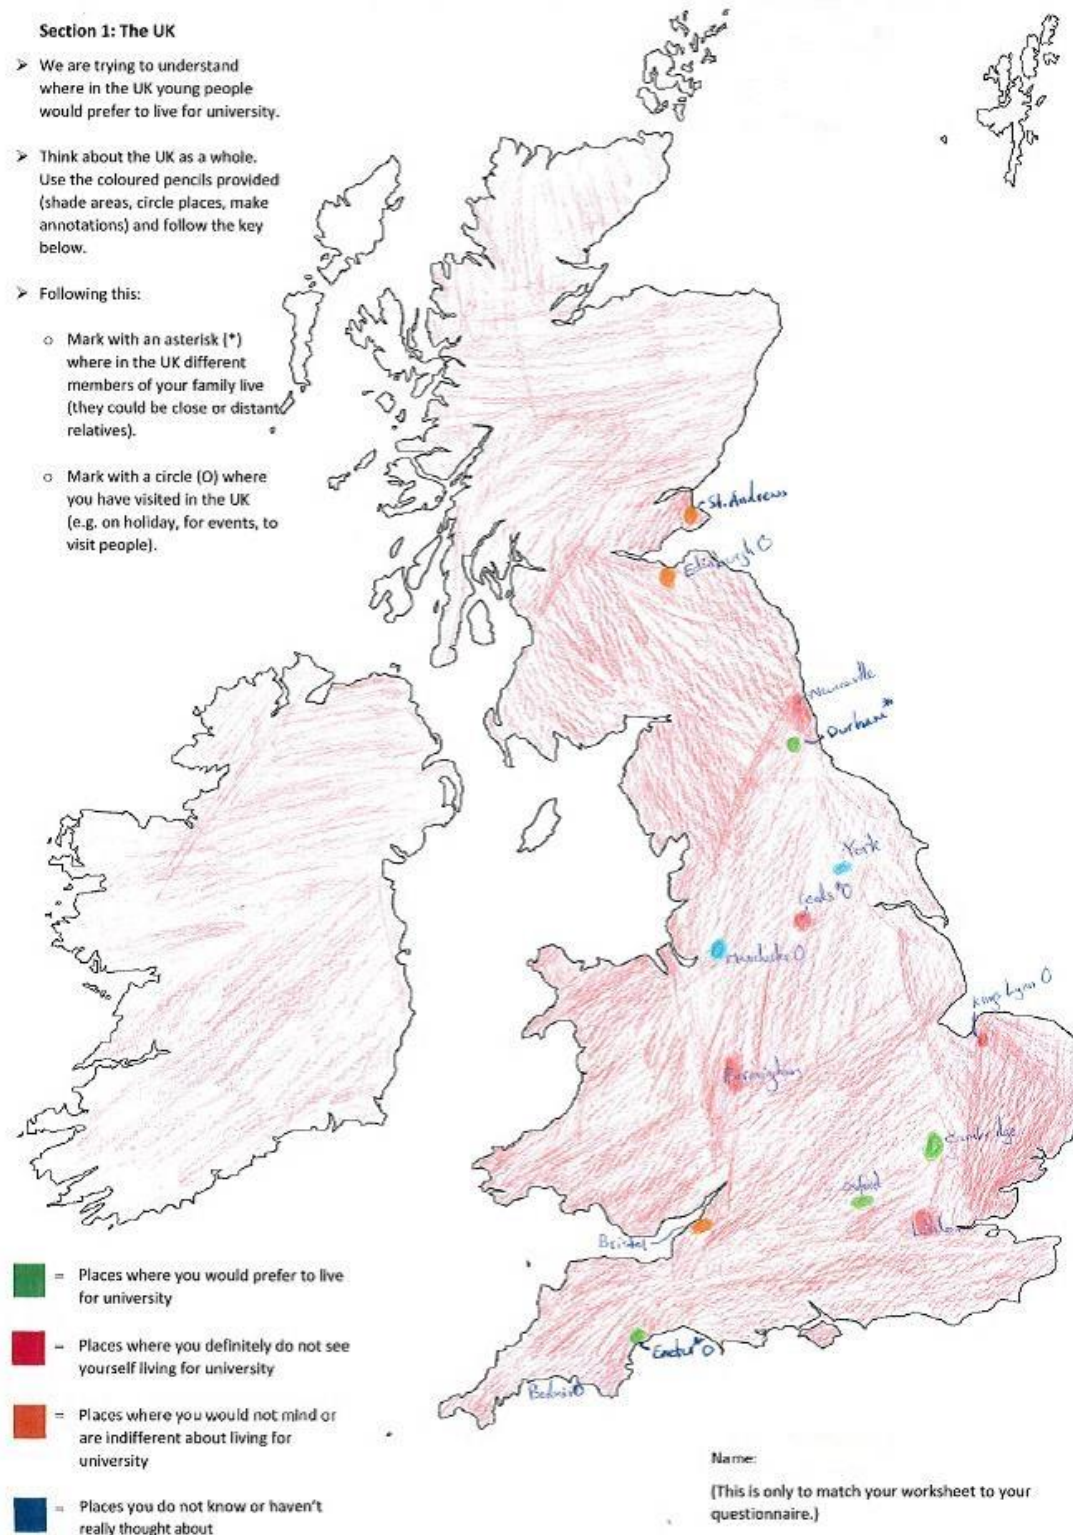 Section 1: The UK
➢ We are trying to understand
where in the UK young people
would prefer to live for university.
➢ Think about the UK as a whole.
Use the coloured pencils provided
(shade areas, circle places, make
annotations) and follow the key
below.
➢ Following this:
o Mark with an asterisk (*)
where in the UK different
members of your family live
(they could be close or distant
relatives).
o Mark with a circle (O) where
you have visited in the UK
(e.g. on holiday, for events, to
visit people).
St. Andrews
Edinburgh O
Newcastle
Durham *
York
Leeds * O
Manchester O
Kings Lynn O
Birmingham
Cambridge
Oxford
London
Bristol
Exeter * O
= Places where you would prefer to live
for university
= Places where you definitely do not see
yourself living for university
= Places where you would not mind or
are indifferent about living for
university
= Places you do not know or haven't
really thought about
Name:
(This is only to match your worksheet to your
questionnaire.)